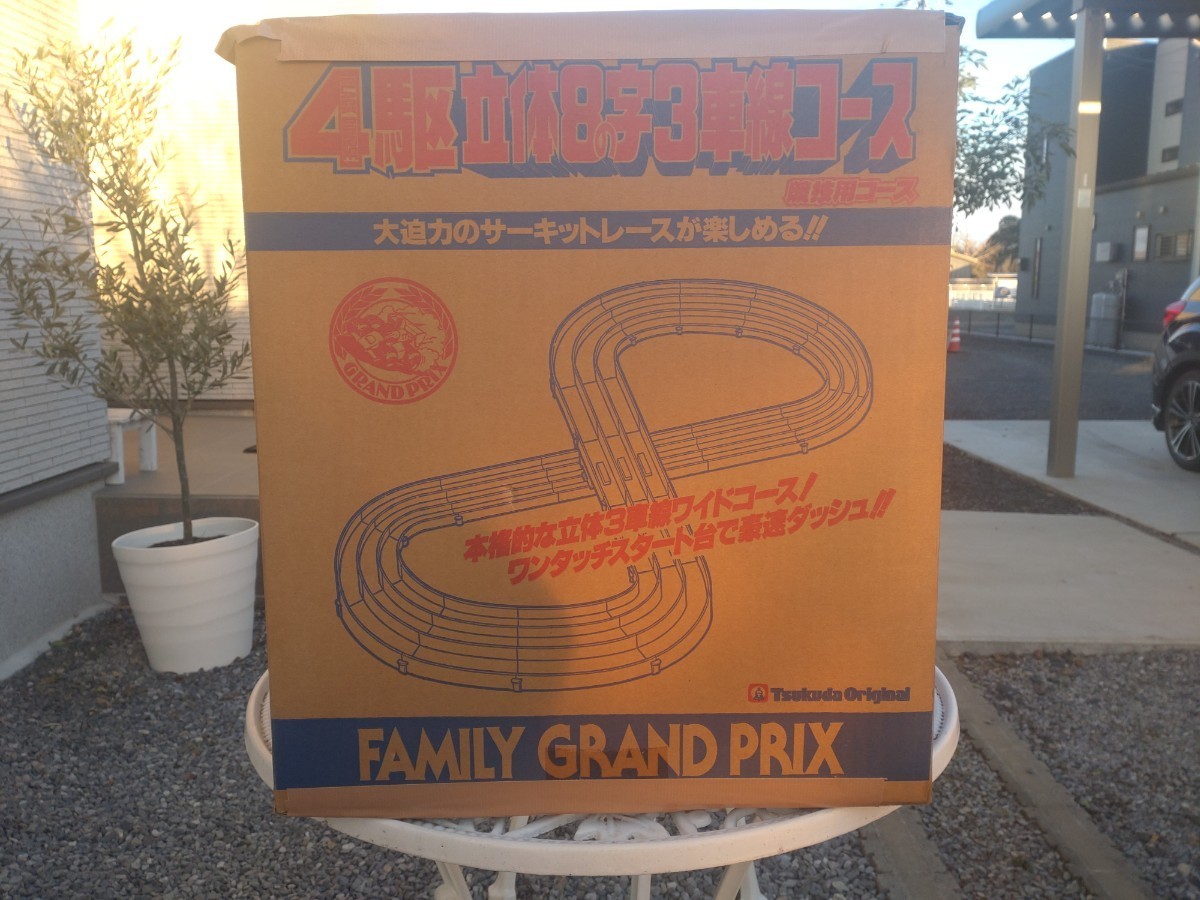 4駆立体8の字3車線コース
競技用コース
大迫力のサーキットレースが楽しめる!!
GRAND PRIX
本格的な立体3車線ワイドコース!
ワンタッチスタート台で豪速ダッシュ!!
Tsukuda Original
FAMILY GRAND PRIX